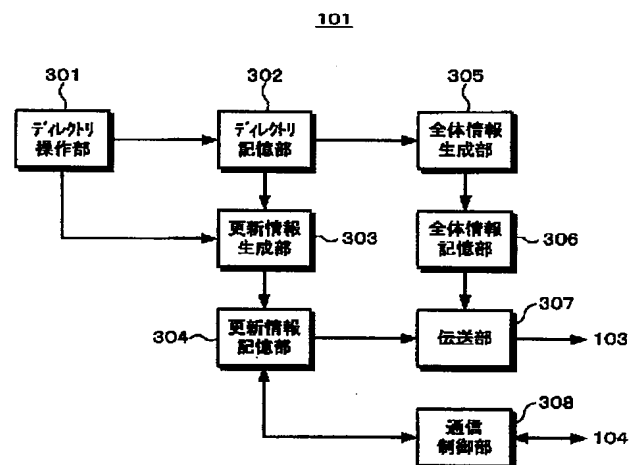 101
301
302
305
ディレクトリ
操作部
ディレクトリ
記憶部
全体情報
生成部
更新情報
生成部
303
全体情報
記憶部
306
304
更新情報
記憶部
307
伝送部
103
308
通信
制御部
104